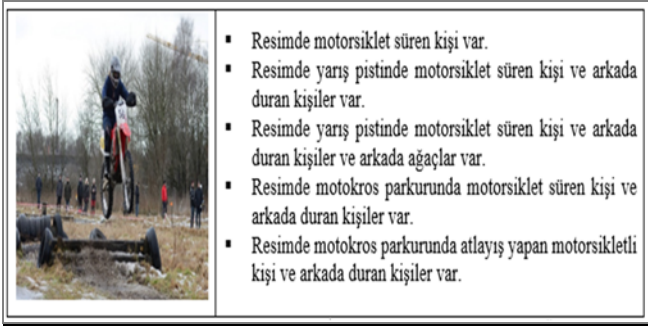 ▪ Resimde motorsiklet süren kişi var.
▪ Resimde yarış pistinde motorsiklet süren kişi ve arkada
duran kişiler var.
▪ Resimde yarış pistinde motorsiklet süren kişi ve arkada
duran kişiler ve arkada ağaçlar var.
▪ Resimde motokros parkurunda motorsiklet süren kişi ve
arkada duran kişiler var.
▪ Resimde motokros parkurunda atlayış yapan motorsikletli
kişi ve arkada duran kişiler var.